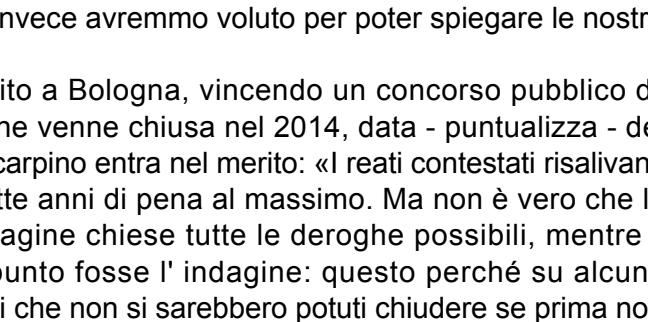 nvece avremmo voluto per poter spiegare le nostr
ito a Bologna, vincendo un concorso pubblico d
ne venne chiusa nel 2014, data - puntualizza - de
carpino entra nel merito: «I reati contestati risalivan
tte anni di pena al massimo. Ma non è vero che l
agine chiese tutte le deroghe possibili, mentre
punto fosse l' indagine: questo perché su alcun
i che non si sarebbero potuti chiudere se prima no